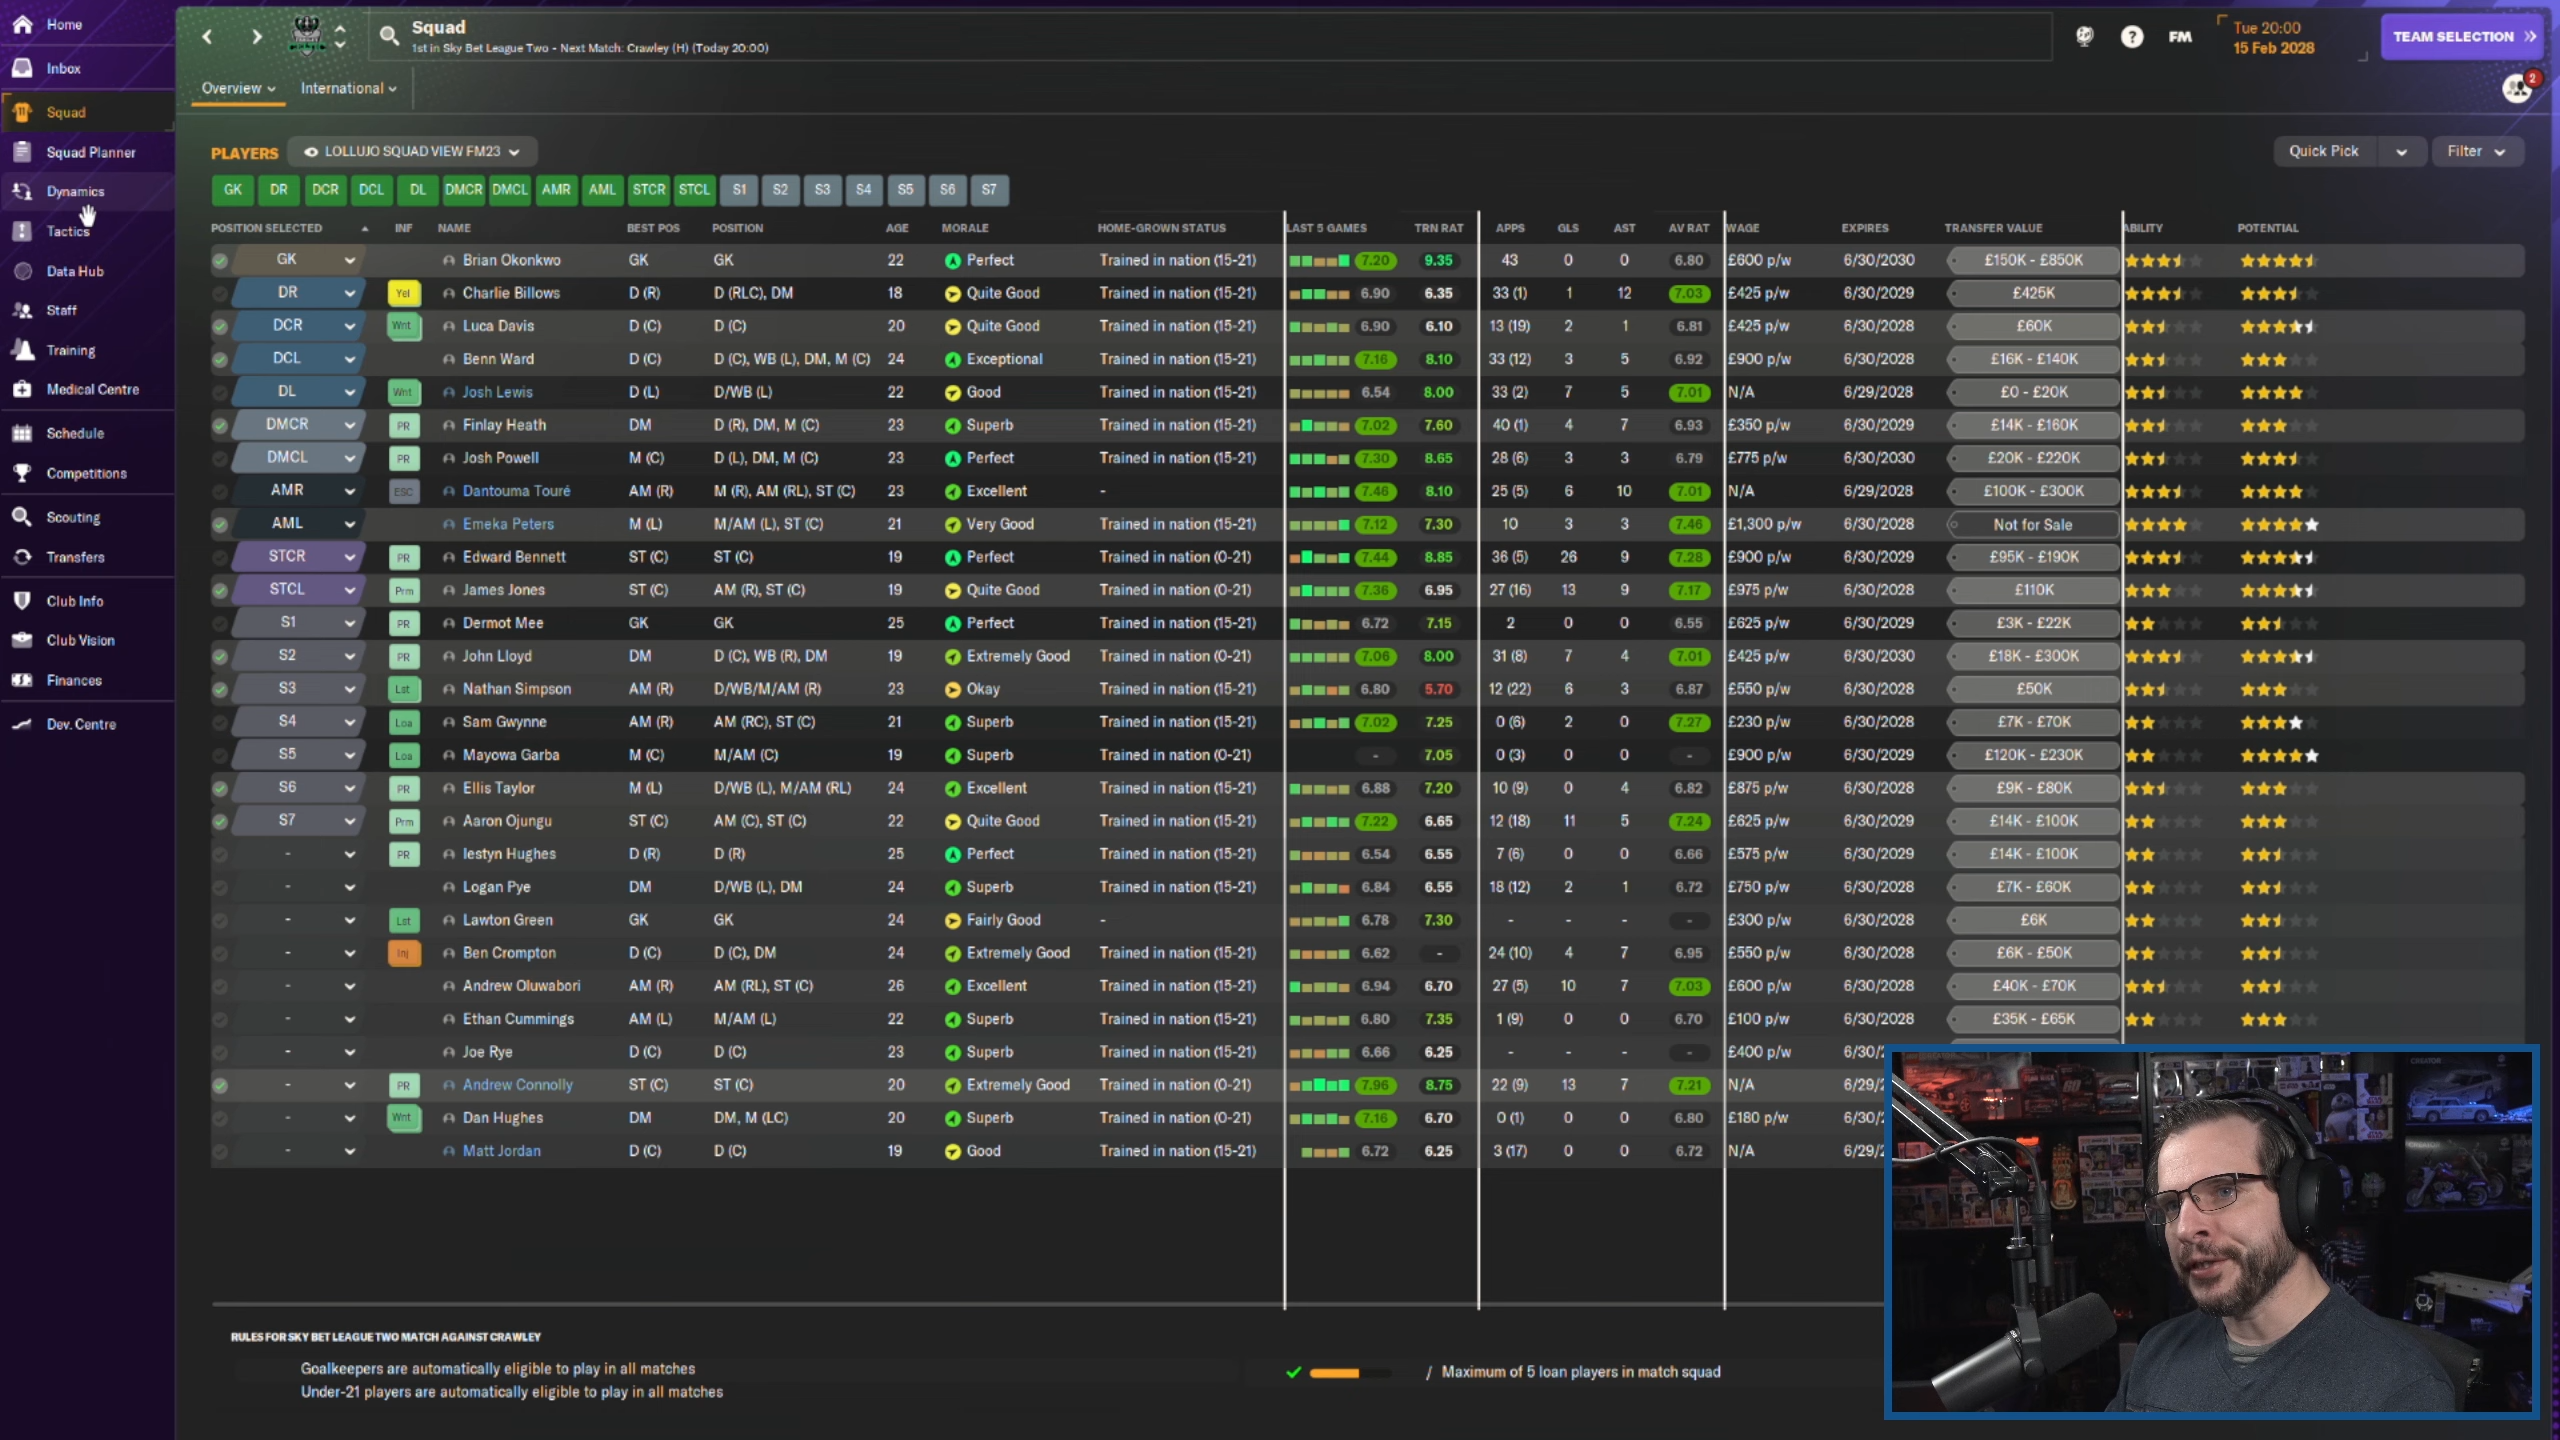 Home
Squad
1st in Sky Bet League Two - Next Match: Crawley (H) (Today 20:00)
FM
Tue 20:00
15 Feb 2028
TEAM SELECTION
Inbox
Overview
International
2
Squad
Squad Planner
Dynamics
Tactics
Data Hub
Staff
Training
Medical Centre
Schedule
Competitions
Scouting
Transfers
Club Info
Club Vision
Finances
Dev. Centre
PLAYERS LOLLUJO SQUAD VIEW FM23 Quick Pick Filter
GK DR DCR DCL DL DMCR DMCL AMR AML STCR STCL S1 S2 S3 S4 S5 S6 S7
POSITION SELECTED INF NAME BEST POS POSITION AGE MORALE HOME-GROWN STATUS LAST 5 GAMES TRN RAT APPS GLS AST AV RAT WAGE EXPIRES TRANSFER VALUE ABILITY POTENTIAL
GK Brian Okonkwo GK GK 22 Perfect Trained in nation (15-21) 7.20 9.35 43 0 0 6.80 £600 p/w 6/30/2030 £150K - £850K
DR Yel Charlie Billows D (R) D (RLC), DM 18 Quite Good Trained in nation (15-21) 6.90 6.35 33 (1) 1 12 7.03 £425 p/w 6/30/2029 £425K
DCR Wnt Luca Davis D (C) D (C) 20 Quite Good Trained in nation (15-21) 6.90 6.10 13 (19) 2 1 6.81 £425 p/w 6/30/2028 £60K
DCL Benn Ward D (C) D (C), WB (L), DM, M (C) 24 Exceptional Trained in nation (15-21) 7.16 8.10 33 (12) 3 5 6.92 £900 p/w 6/30/2028 £16K - £140K
DL Wnt Josh Lewis D (L) D/WB (L) 22 Good Trained in nation (15-21) 6.54 8.00 33 (2) 7 5 7.01 N/A 6/29/2028 £0 - £20K
DMCR PR Finlay Heath DM D (R), DM, M (C) 23 Superb Trained in nation (15-21) 7.02 7.60 40 (1) 4 7 6.93 £350 p/w 6/30/2029 £14K - £160K
DMCL PR Josh Powell M (C) D (L), DM, M (C) 23 Perfect Trained in nation (15-21) 7.30 8.65 28 (6) 3 3 6.79 £775 p/w 6/30/2030 £20K - £220K
AMR ESC Dantouma Touré AM (R) M (R), AM (RL), ST (C) 23 Excellent - 7.46 8.10 25 (5) 6 10 7.01 N/A 6/29/2028 £100K - £300K
AML Emeka Peters M (L) M/AM (L), ST (C) 21 Very Good Trained in nation (15-21) 7.12 7.30 10 3 3 7.46 £1,300 p/w 6/30/2028 Not for Sale
STCR PR Edward Bennett ST (C) ST (C) 19 Perfect Trained in nation (0-21) 7.44 8.85 36 (5) 26 9 7.28 £900 p/w 6/30/2029 £95K - £190K
STCL Prm James Jones ST (C) AM (R), ST (C) 19 Quite Good Trained in nation (0-21) 7.36 6.95 27 (16) 13 9 7.17 £975 p/w 6/30/2029 £110K
S1 PR Dermot Mee GK GK 25 Perfect Trained in nation (15-21) 6.72 7.15 2 0 0 6.55 £625 p/w 6/30/2029 £3K - £22K
S2 PR John Lloyd DM D (C), WB (R), DM 19 Extremely Good Trained in nation (0-21) 7.06 8.00 31 (8) 7 4 7.01 £425 p/w 6/30/2030 £18K - £300K
S3 Lst Nathan Simpson AM (R) D/WB/M/AM (R) 23 Okay Trained in nation (15-21) 6.80 5.70 12 (22) 6 3 6.87 £550 p/w 6/30/2028 £50K
S4 Loa Sam Gwynne AM (R) AM (RC), ST (C) 21 Superb Trained in nation (15-21) 7.02 7.25 0 (6) 2 0 7.27 £230 p/w 6/30/2028 £7K - £70K
S5 Loa Mayowa Garba M (C) M/AM (C) 19 Superb Trained in nation (0-21) - 7.05 0 (3) 0 0 - £900 p/w 6/30/2029 £120K - £230K
S6 PR Ellis Taylor M (L) D/WB (L), M/AM (RL) 24 Excellent Trained in nation (15-21) 6.88 7.20 10 (9) 0 4 6.82 £875 p/w 6/30/2028 £9K - £80K
S7 Prm Aaron Ojungu ST (C) AM (C), ST (C) 22 Quite Good Trained in nation (15-21) 7.22 6.65 12 (18) 11 5 7.24 £625 p/w 6/30/2029 £14K - £100K
- PR Iestyn Hughes D (R) D (R) 25 Perfect Trained in nation (15-21) 6.54 6.55 7 (6) 0 0 6.66 £575 p/w 6/30/2029 £14K - £100K
- Logan Pye DM D/WB (L), DM 24 Superb Trained in nation (15-21) 6.84 6.55 18 (12) 2 1 6.72 £750 p/w 6/30/2028 £7K - £60K
- Lst Lawton Green GK GK 24 Fairly Good - 6.78 7.30 - - - - £300 p/w 6/30/2028 £6K
- Inj Ben Crompton D (C) D (C), DM 24 Extremely Good Trained in nation (15-21) 6.62 - 24 (10) 4 7 6.95 £550 p/w 6/30/2028 £6K - £50K
- Andrew Oluwabori AM (R) AM (RL), ST (C) 26 Excellent Trained in nation (15-21) 6.94 6.70 27 (5) 10 7 7.03 £600 p/w 6/30/2028 £40K - £70K
- Ethan Cummings AM (L) M/AM (L) 22 Superb Trained in nation (15-21) 6.80 7.35 1 (9) 0 0 6.70 £100 p/w 6/30/2028 £35K - £65K
- Joe Rye D (C) D (C) 23 Superb Trained in nation (15-21) 6.66 6.25 - - - - £400 p/w 6/30/2
- PR Andrew Connolly ST (C) ST (C) 20 Extremely Good Trained in nation (0-21) 7.96 8.75 22 (9) 13 7 7.21 N/A 6/29/2
- Wnt Dan Hughes DM DM, M (LC) 20 Superb Trained in nation (0-21) 7.16 6.70 0 (1) 0 0 6.80 £180 p/w 6/30/2
- Matt Jordan D (C) D (C) 19 Good Trained in nation (15-21) 6.72 6.25 3 (17) 0 0 6.72 N/A 6/29/2
RULES FOR SKY BET LEAGUE TWO MATCH AGAINST CRAWLEY
Goalkeepers are automatically eligible to play in all matches
/ Maximum of 5 loan players in match squad
Under-21 players are automatically eligible to play in all matches